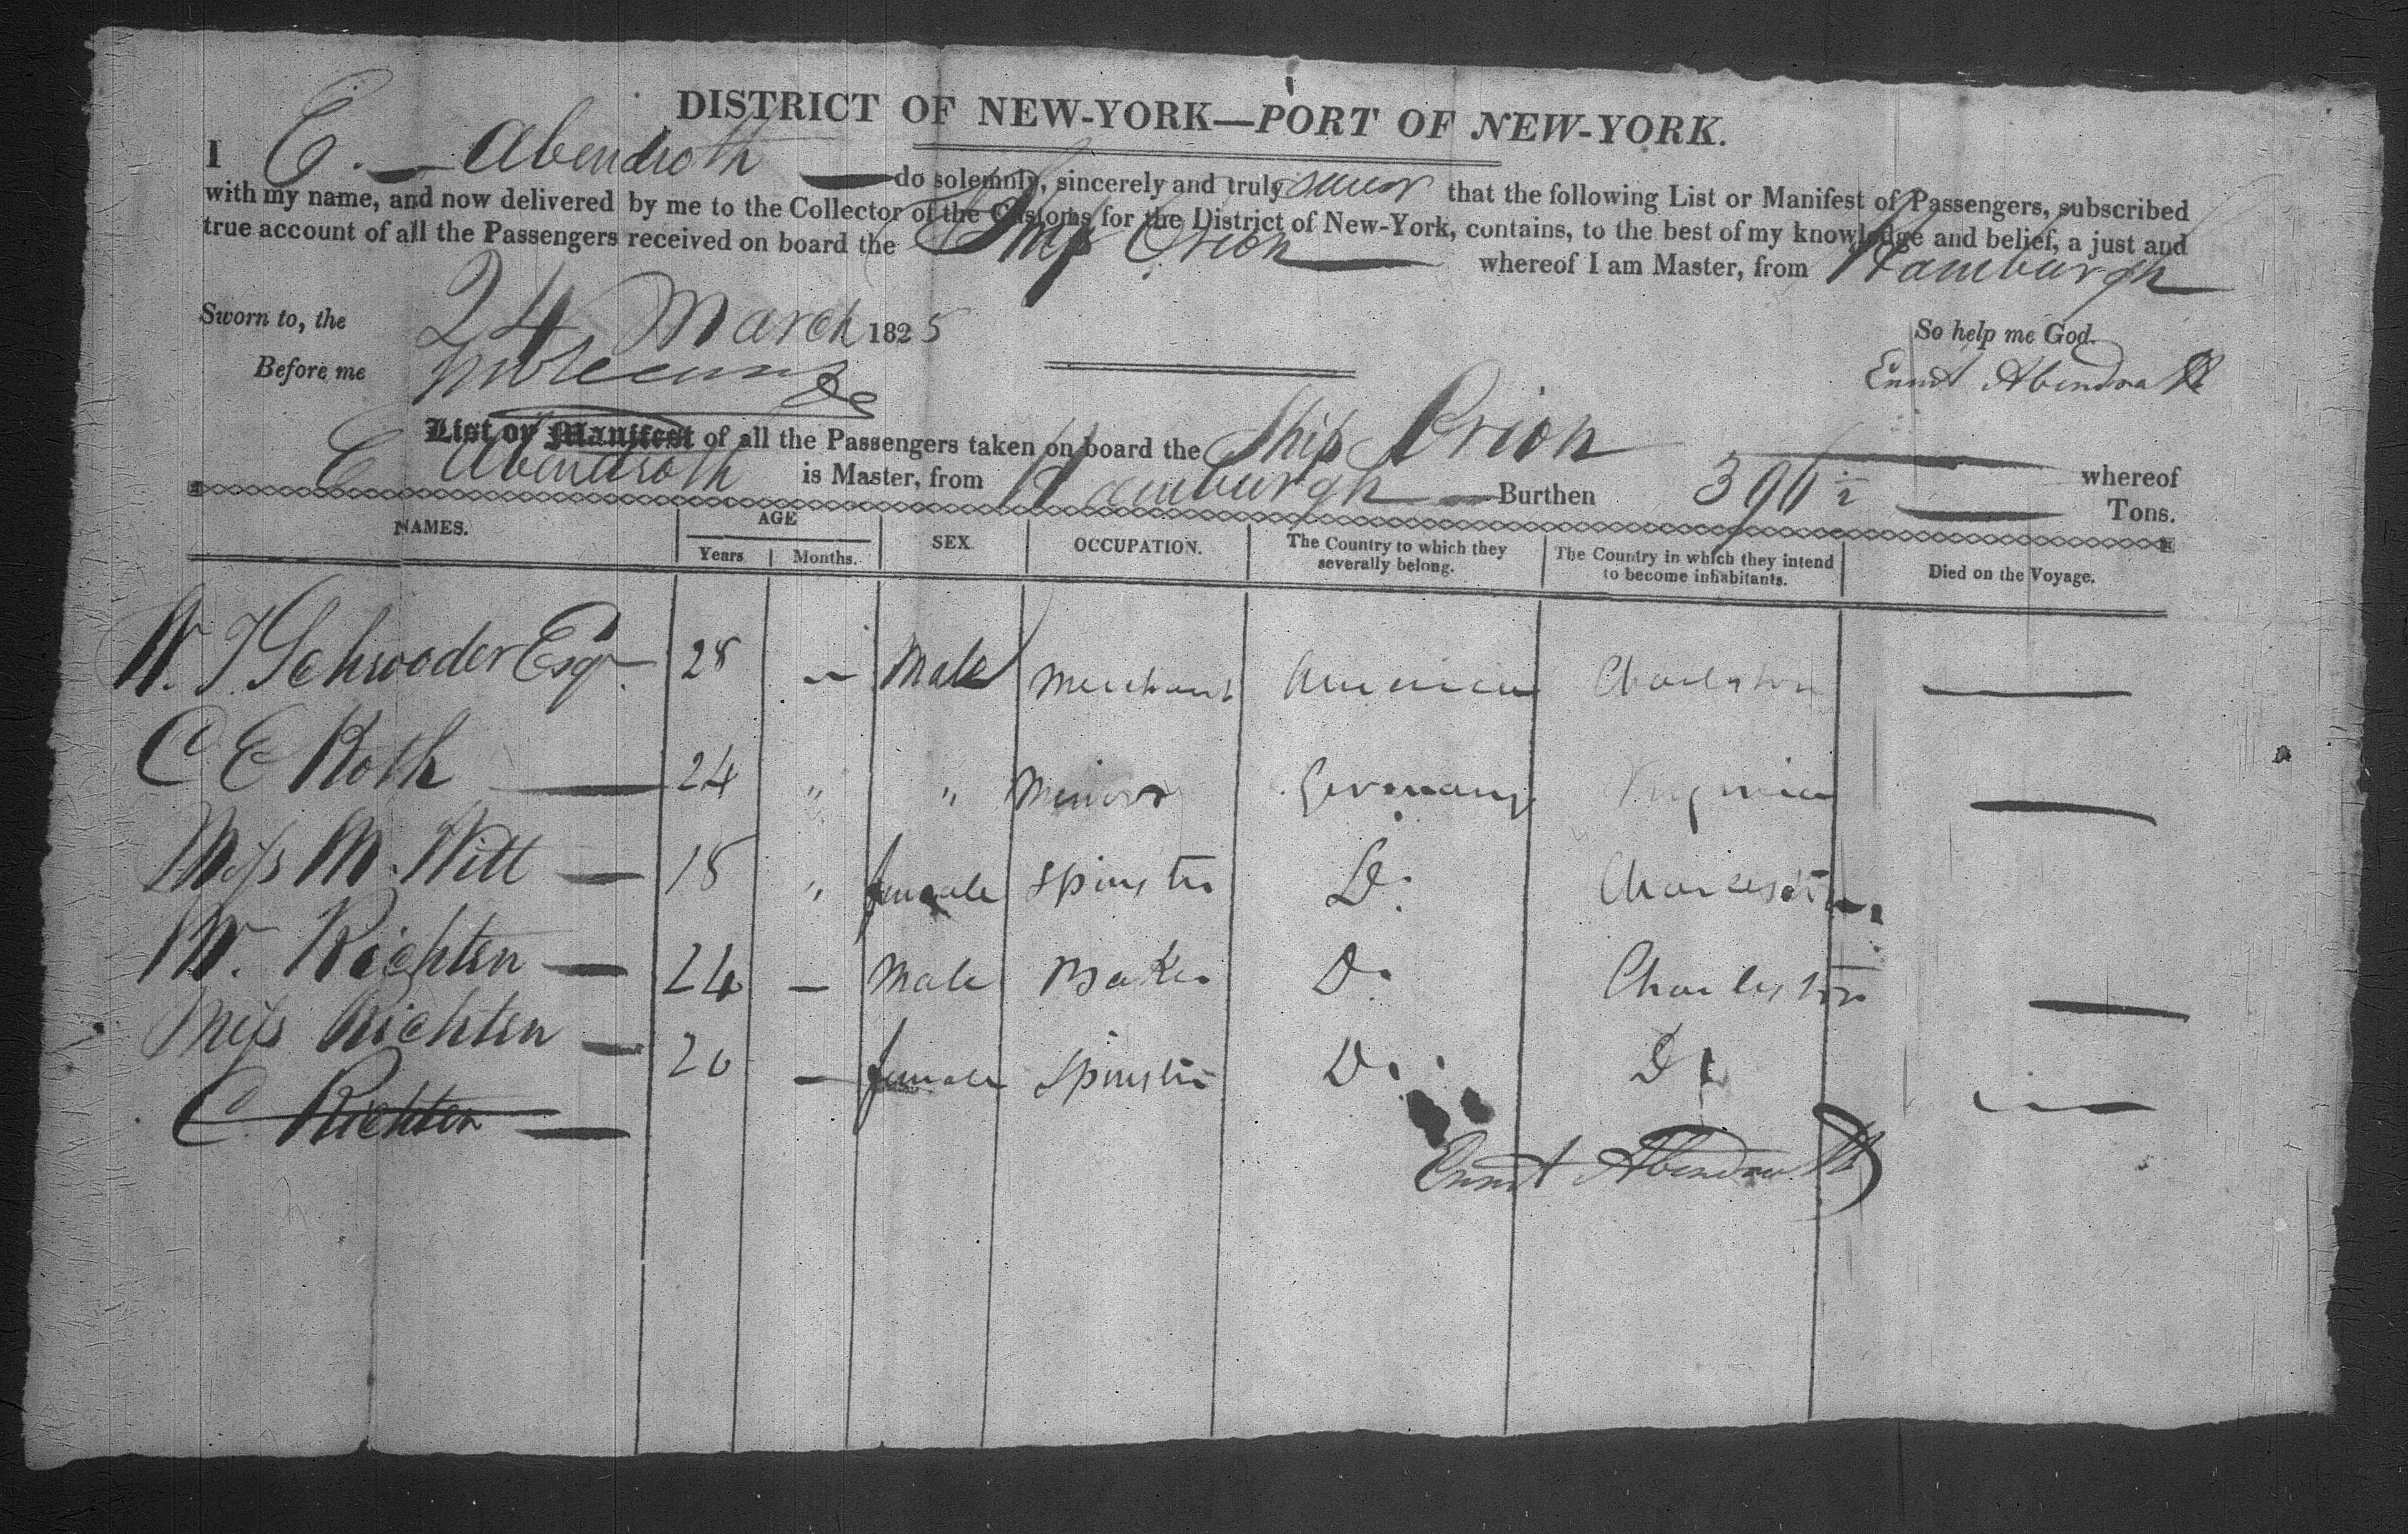 DISTRICT OF NEW-YORK—PORT OF NEW-YORK.
I E. Abendroth do solemnly, sincerely and truly swear that the following List or Manifest of Passengers, subscribed
with my name, and now delivered by me to the Collector of the Customs for the District of New-York, contains, to the best of my knowledge and belief, a just and
true account of all the Passengers received on board the Ship Orion whereof I am Master, from Hamburgh
Sworn to, the 24 March 1825 So help me God.
Before me Abendroth
List or Manifest of all the Passengers taken on board the Ship Orion whereof
E Abendroth is Master, from Hamburgh Burthen 396 1/2 Tons.
NAMES. AGE Years Months. SEX OCCUPATION. The Country to which they severally belong. The Country in which they intend to become inhabitants. Died on the Voyage.
W. J. Schrooder Esqr. 28 — Male Merchant America Charleston —
C E Roth — 24 " " Germany Virginia —
Miss M. Witt — 18 " female Spinster Do. Charleston
W. Richten — 24 — Male Baker Do. Charleston —
Miss Richten — 20 — female Spinster Do. Do —
C. Richten —
Abendroth